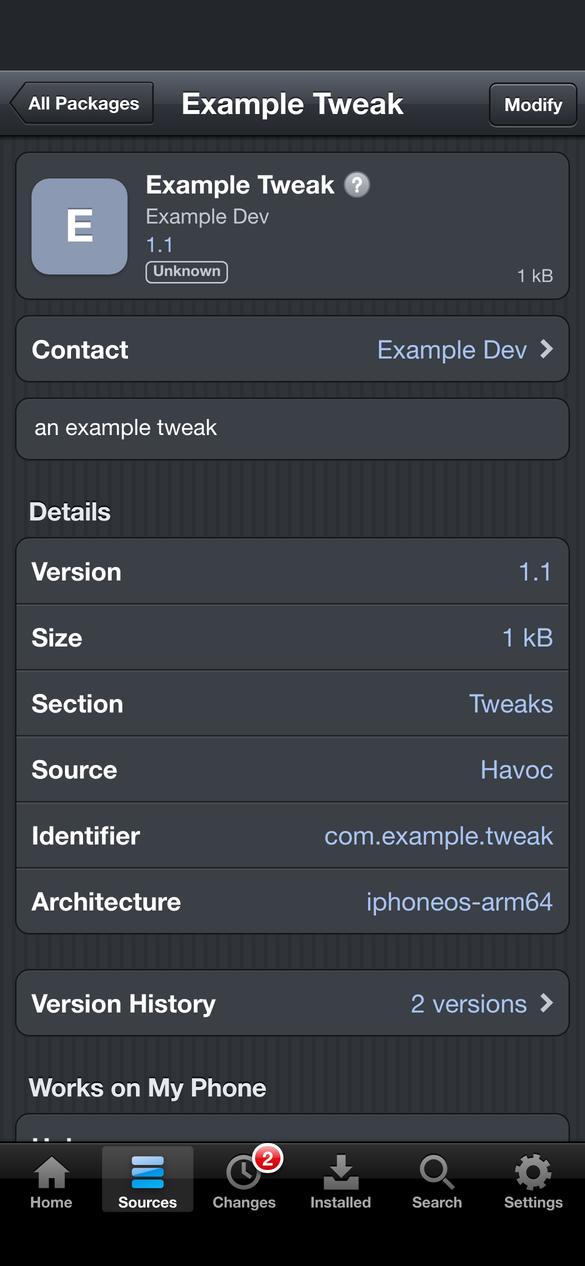 All Packages
Example Tweak
Modify
E
Example Tweak ?
Example Dev
1.1
Unknown
1 kB
Contact Example Dev
an example tweak
Details
Version 1.1
Size 1 kB
Section Tweaks
Source Havoc
Identifier com.example.tweak
Architecture iphoneos-arm64
Version History 2 versions
Works on My Phone
2
Home Sources Changes Installed Search Settings